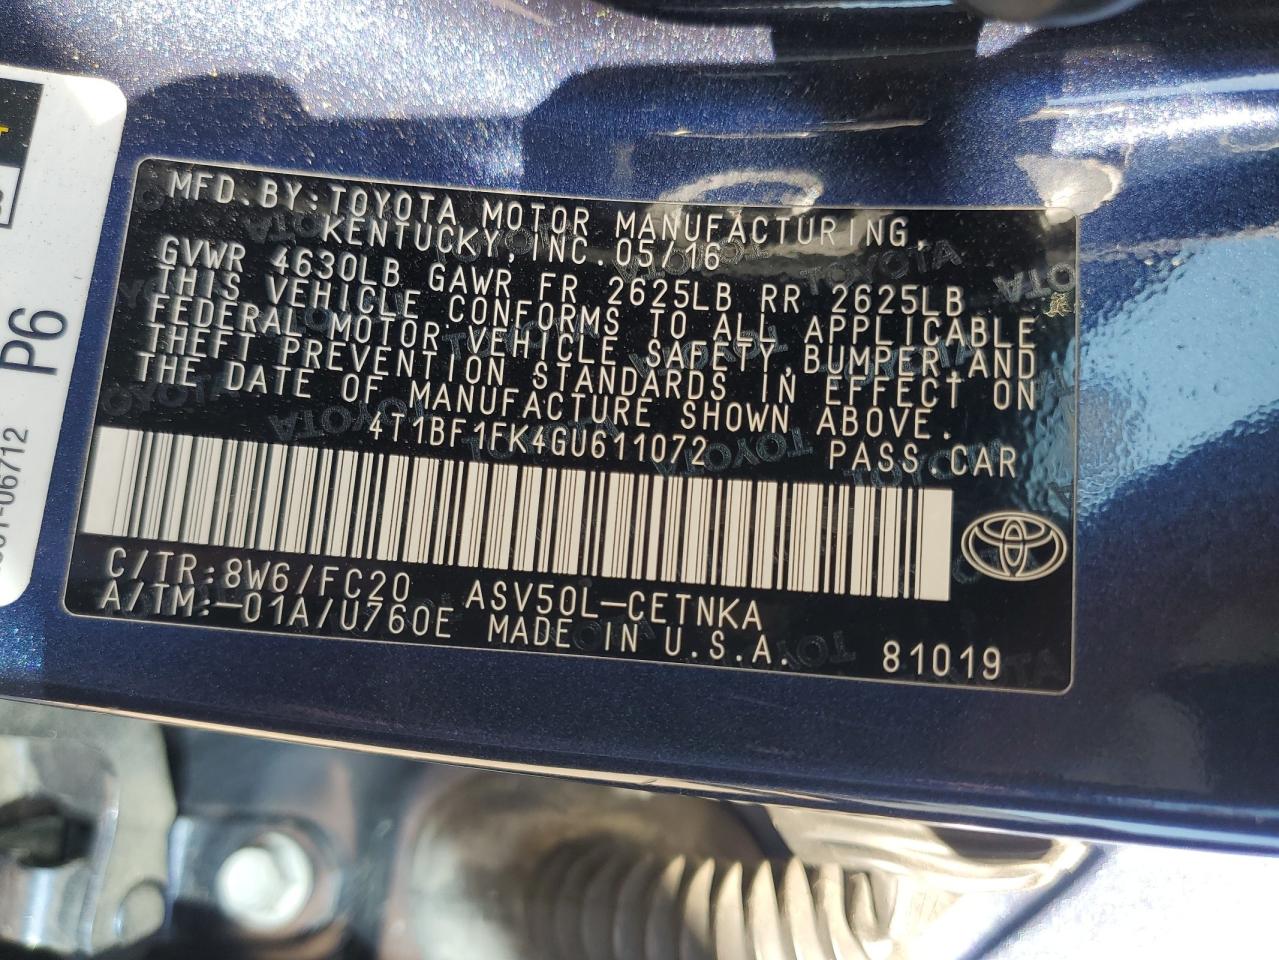 MFD.BY:TOYOTA MOTOR MANUFACTURING,
KENTUCKY,INC. 05/16
GVWR 4630LB GAWR FR 2625LB RR 2625LB
THIS VEHICLE CONFORMS TO ALL APPLICABLE
FEDERAL MOTOR VEHICLE SAFETY,BUMPER,AND
THEFT PREVENTION STANDARDS IN EFFECT ON
THE DATE OF MANUFACTURE SHOWN ABOVE.
4T1BF1FK4GU611072 PASS.CAR
C/TR:8W6/FC20 ASV50L-CETNKA
A/TM:-01A/U760E MADE IN U.S.A. 81019
P6